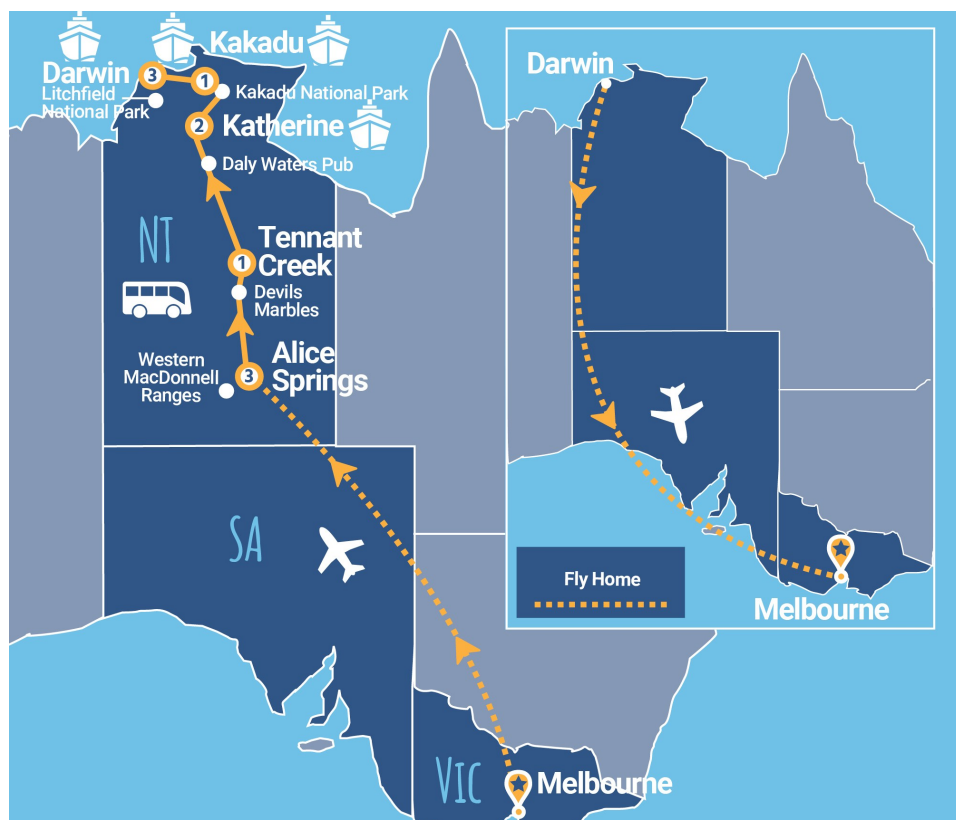 Kakadu
Darwin
3
1
Litchfield
National Park
Kakadu National Park
2
Katherine
Daly Waters Pub
NT
Tennant
Creek
1
Devils
Marbles
Alice
Springs
3
Western
MacDonnell
Ranges
SA
VIC
Melbourne
Darwin
Fly Home
Melbourne